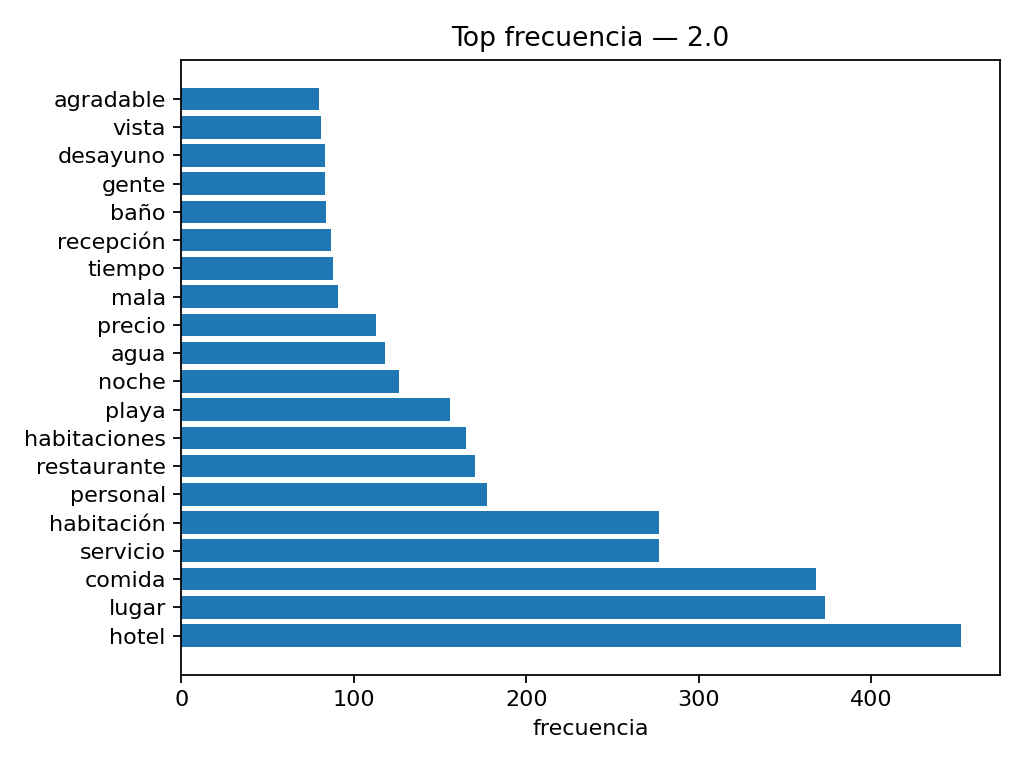 Top frecuencia — 2.0
agradable
vista
desayuno
gente
baño
recepción
tiempo
mala
precio
agua
noche
playa
habitaciones
restaurante
personal
habitación
servicio
comida
lugar
hotel
0 100 200 300 400
frecuencia